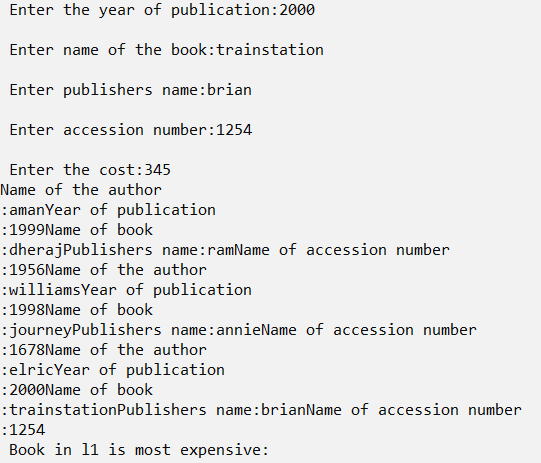 Enter the year of publication:2000
Enter name of the book:trainstation
Enter publishers name:brian
Enter accession number:1254
Enter the cost:345
Name of the author
:amanYear of publication
:1999Name of book
:dherajPublishers name:ramName of accession number
:1956Name of the author
:williamsYear of publication
:1998Name of book
:journeyPublishers name:annieName of accession number
:1678Name of the author
:elricYear of publication
:2000Name of book
:trainstationPublishers name:brianName of accession number
:1254
Book in l1 is most expensive: